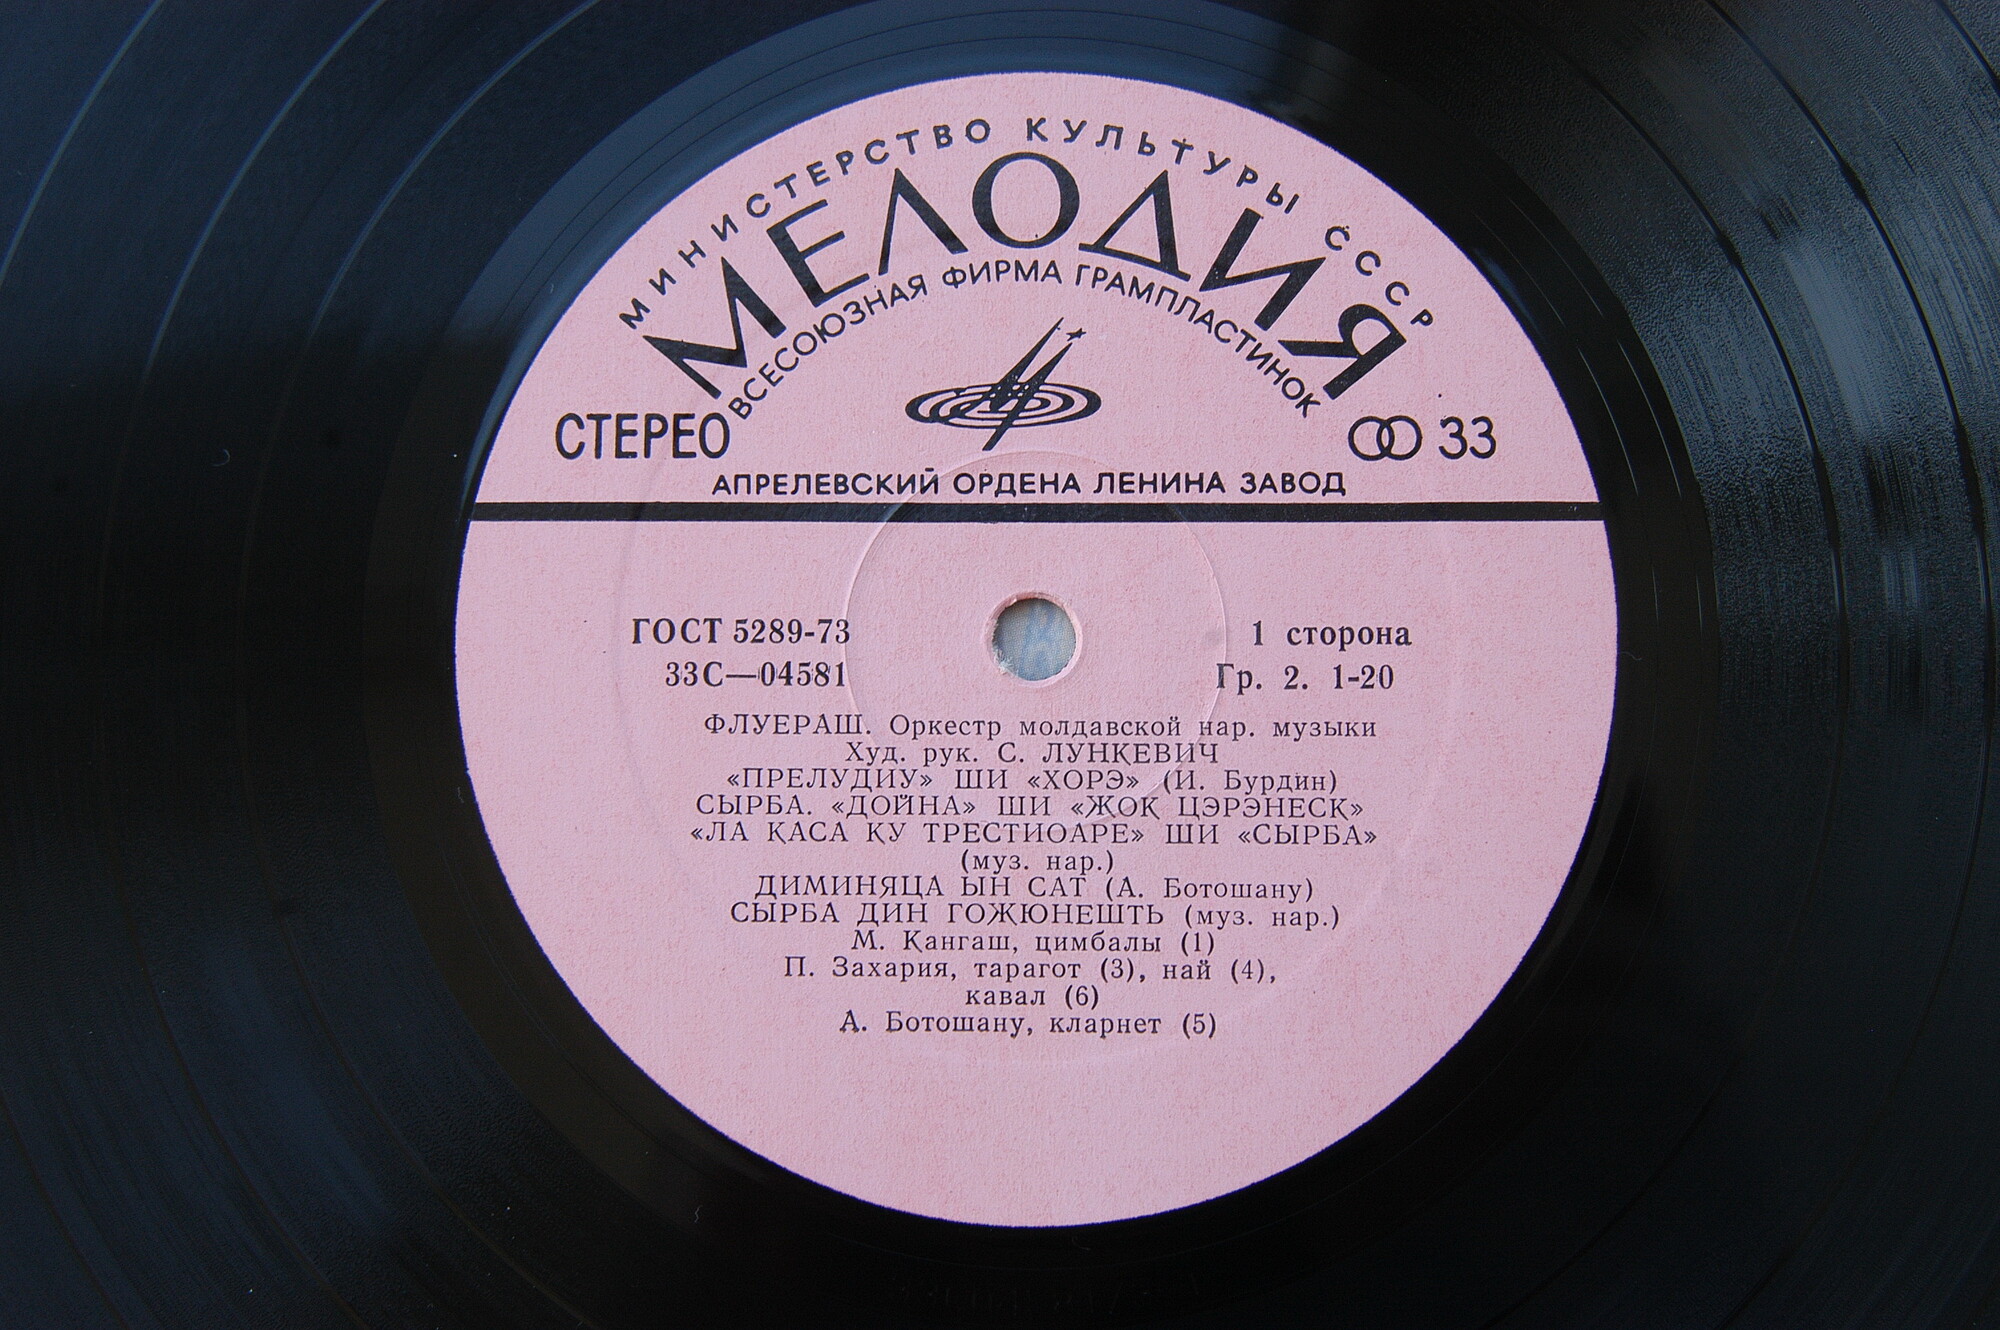 МИНИСТЕРСТВО КУЛЬТУРЫ СССР
МЕЛОДИЯ
ВСЕСОЮЗНАЯ ФИРМА ГРАМПЛАСТИНОК
СТЕРЕО
33
АПРЕЛЕВСКИЙ ОРДЕНА ЛЕНИНА ЗАВОД
ГОСТ 5289-73
1 сторона
33С—04581
Гр. 2. 1-20
ФЛУЕРАШ. Оркестр молдавской нар. музыки
Худ. рук. С. ЛУНКЕВИЧ
«ПРЕЛУДИУ» ШИ «ХОРЭ» (И. Бурдин)
СЫРБА. «ДОЙНА» ШИ «ЖОК ЦЭРЭНЕСК»
«ЛА КАСА КУ ТРЕСТИОАРЕ» ШИ «СЫРБА»
(муз. нар.)
ДИМИНЯЦА ЫН САТ (А. Ботошану)
СЫРБА ДИН ГОЖЮНЕШТЬ (муз. нар.)
М. Кангаш, цимбалы (1)
П. Захария, тарагот (3), най (4),
кавал (6)
А. Ботошану, кларнет (5)